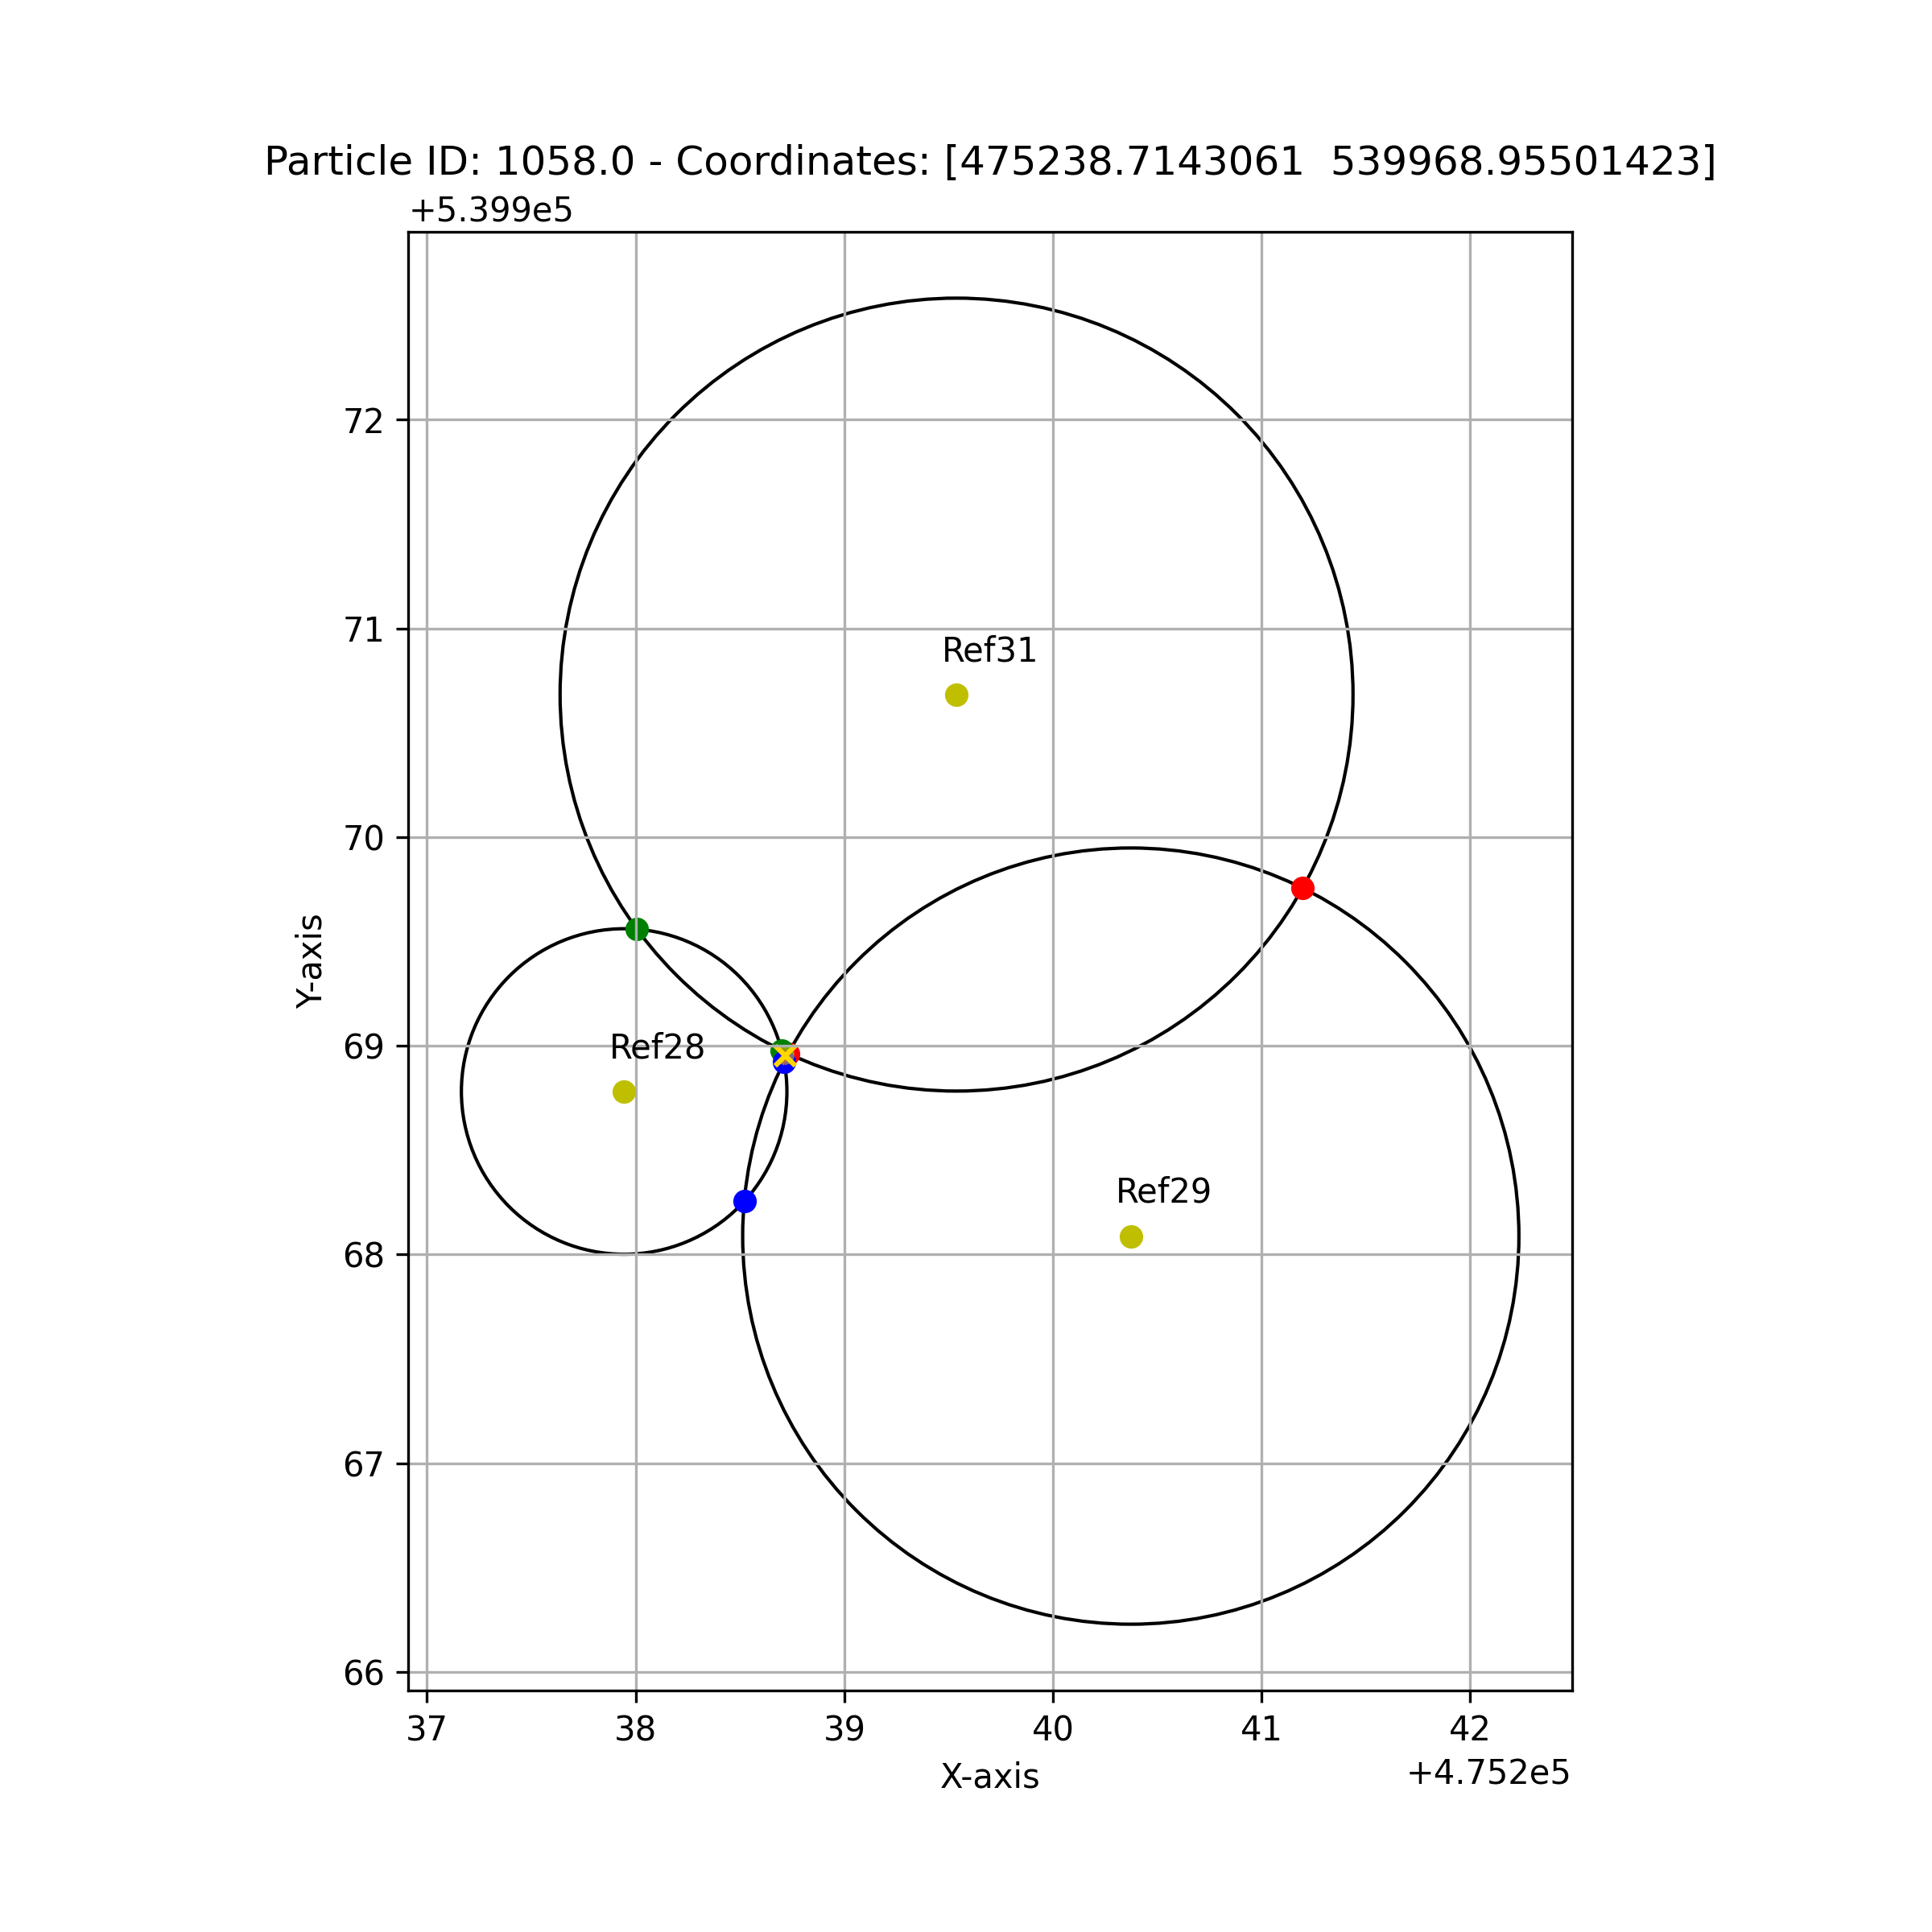 Particle ID: 1058.0 - Coordinates: [475238.7143061  539968.95501423]
+5.399e5
72
71
Ref31
70
Y-axis
69
Ref28
Ref29
68
67
66
37 38 39 40 41 42
X-axis
+4.752e5